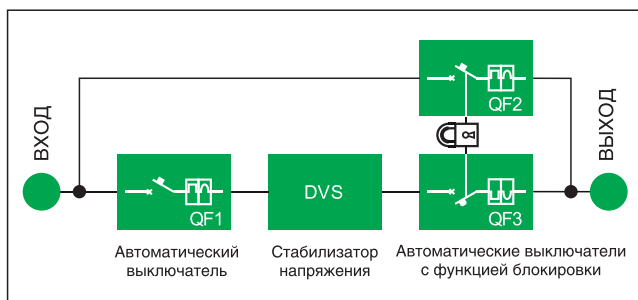 ВХОД
QF2
ВЫХОД
QF1
DVS
QF3
Автоматический
выключатель
Стабилизатор
напряжения
Автоматические выключатели
с функцией блокировки